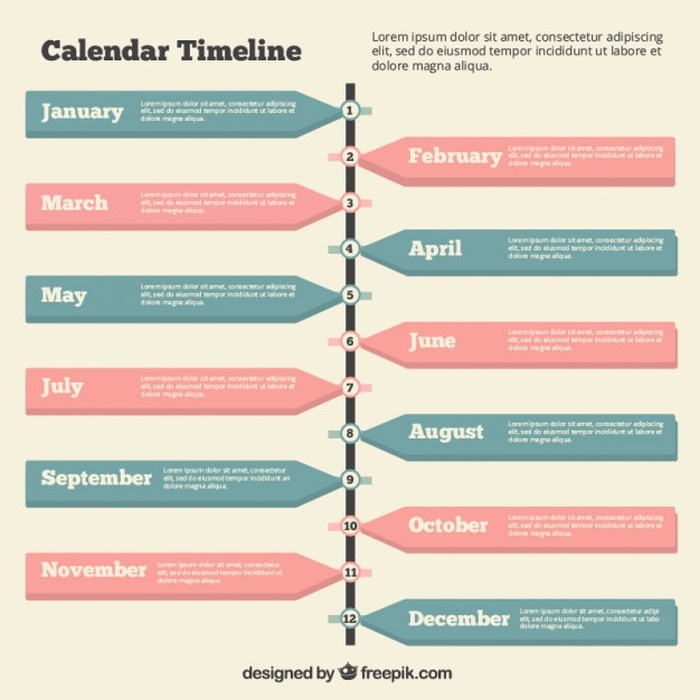 Calendar Timeline
Lorem ipsum dolor sit amet, consectetur adipiscing
elit, sed do eiusmod tempor incididunt ut labore et
dolore magna aliqua.
January
Lorem ipsum dolor sit amet, consectetur adipiscing
elit, sed do eiusmod tempor incididunt ut labore et
dolore magna aliqua.
1
2
February
Lorem ipsum dolor sit amet, consectetur adipiscing
elit, sed do eiusmod tempor incididunt ut labore et
dolore magna aliqua.
March
Lorem ipsum dolor sit amet, consectetur adipiscing
elit, sed do eiusmod tempor incididunt ut labore et
dolore magna aliqua.
3
4
April
Lorem ipsum dolor sit amet, consectetur adipiscing
elit, sed do eiusmod tempor incididunt ut labore et
dolore magna aliqua.
May
Lorem ipsum dolor sit amet, consectetur adipiscing
elit, sed do eiusmod tempor incididunt ut labore et
dolore magna aliqua.
5
6
June
Lorem ipsum dolor sit amet, consectetur adipiscing
elit, sed do eiusmod tempor incididunt ut labore et
dolore magna aliqua.
July
Lorem ipsum dolor sit amet, consectetur adipiscing
elit, sed do eiusmod tempor incididunt ut labore et
dolore magna aliqua.
7
8
August
Lorem ipsum dolor sit amet, consectetur adipiscing
elit, sed do eiusmod tempor incididunt ut labore et
dolore magna aliqua.
September
Lorem ipsum dolor sit amet, consectetur
elit, sed do eiusmod tempor incididunt un
dolore magna aliqua.
9
10
October
Lorem ipsum dolor sit amet, consectetur adipiscing
elit, sed do eiusmod tempor incididunt ut labore et
dolore magna aliqua.
November
Lorem ipsum dolor sit amet, consectetur
elit, sed do eiusmod tempor incididunt ut
dolore magna aliqua.
11
12
December
Lorem ipsum dolor sit amet, consectetur adipi
elit, sed do eiusmod tempor incididunt ut labo
dolore magna aliqua.
designed by freepik.com